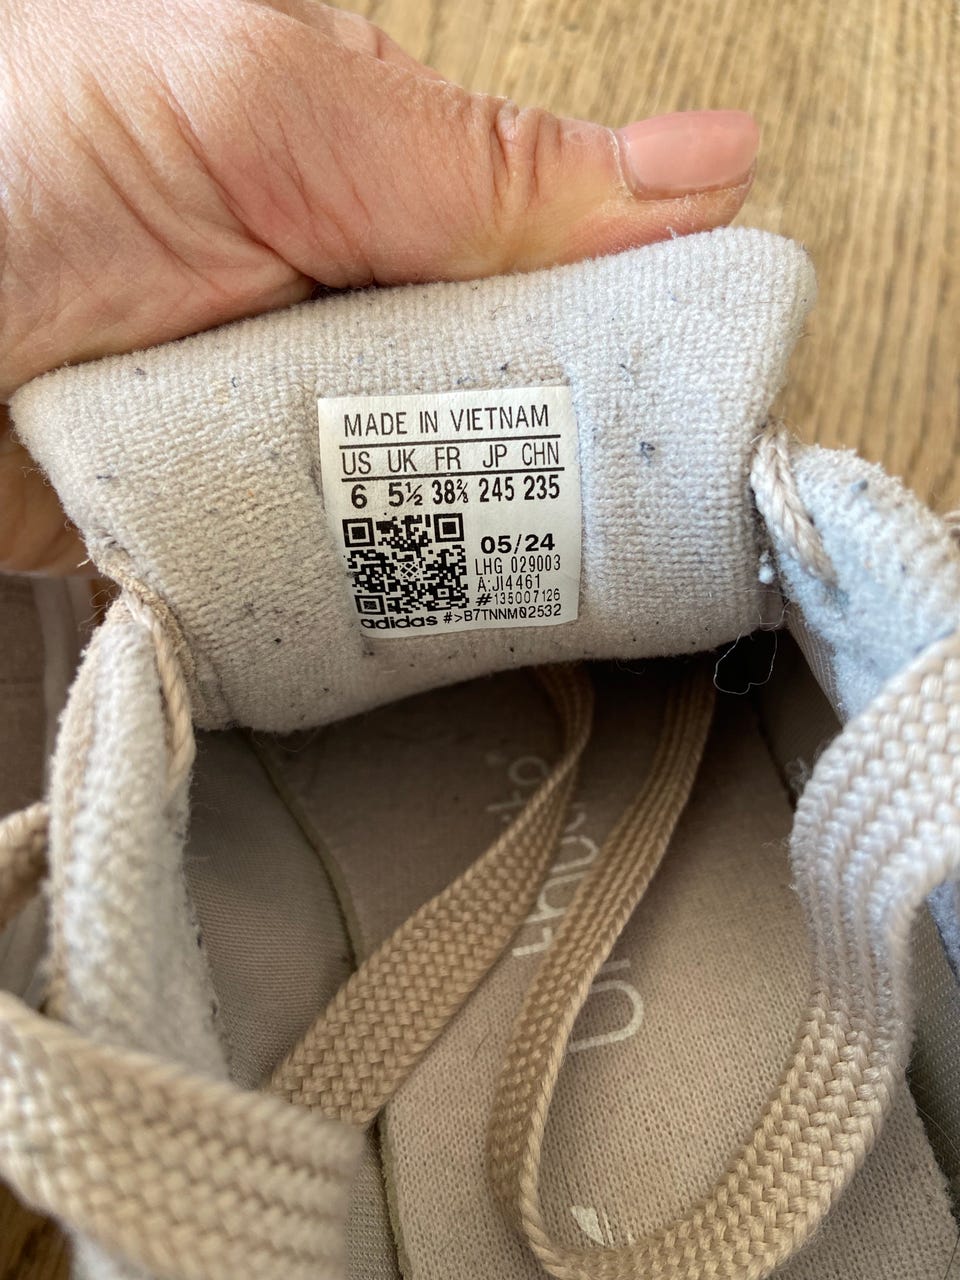 MADE IN VIETNAM
US UK FR JP CHN
6 5½ 38⅔ 245 235
05/24
LHG 029003
A:JI4461
#135007126
adidas #>B7TNNM02532